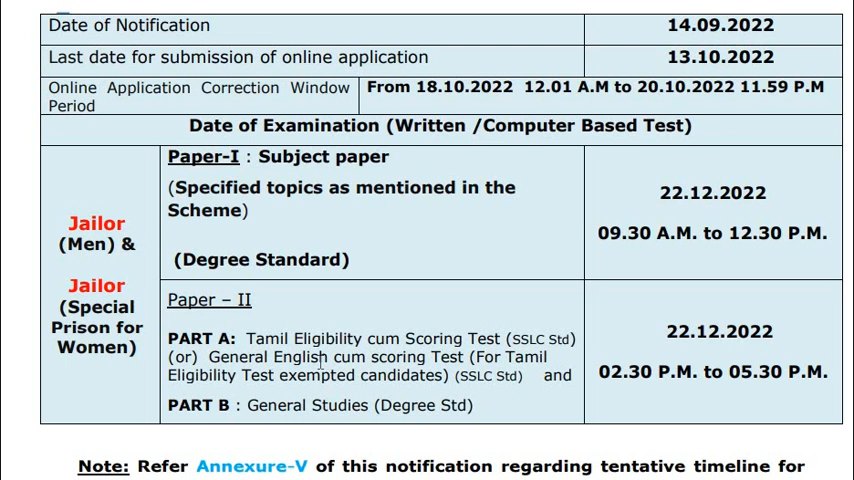 Date of Notification 14.09.2022
Last date for submission of online application 13.10.2022
Online Application Correction Window Period From 18.10.2022 12.01 A.M to 20.10.2022 11.59 P.M
Date of Examination (Written /Computer Based Test)
Jailor
(Men) &
Jailor
(Special
Prison for
Women)
Paper-I : Subject paper
(Specified topics as mentioned in the
Scheme)
(Degree Standard)
22.12.2022
09.30 A.M. to 12.30 P.M.
Paper – II
PART A: Tamil Eligibility cum Scoring Test (SSLC Std)
(or) General English cum scoring Test (For Tamil
Eligibility Test exempted candidates) (SSLC Std) and
PART B : General Studies (Degree Std)
22.12.2022
02.30 P.M. to 05.30 P.M.
Note: Refer Annexure-V of this notification regarding tentative timeline for